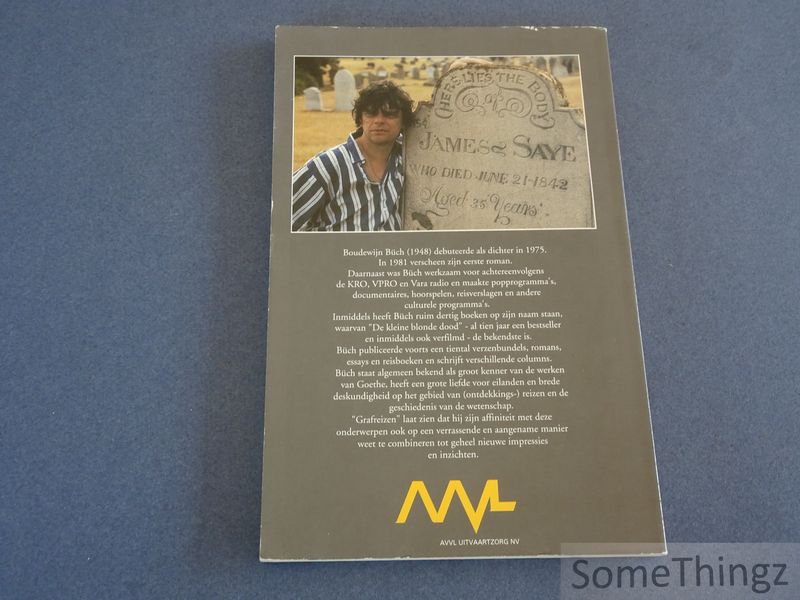 HERS LIES THE BODY
of
JAMES SAYE
WHO DIED JUNE 21-1842
Aged 35 Years
Boudewijn Büch (1948) debuteerde als dichter in 1975.
In 1981 verscheen zijn eerste roman.
Daarnaast was Büch werkzaam voor achtereenvolgens
de KRO, VPRO en Vara radio en maakte popprogramma's,
documentaires, hoorspelen, reisverslagen en andere
culturele programma's.
Inmiddels heeft Büch ruim dertig boeken op zijn naam staan,
waarvan "De kleine blonde dood" - al tien jaar een bestseller
en inmiddels ook verfilmd - de bekendste is.
Büch publiceerde voorts een tiental verzenbundels, romans,
essays en reisboeken en schrijft verschillende columns.
Büch staat algemeen bekend als groot kenner van de werken
van Goethe, heeft een grote liefde voor eilanden en brede
deskundigheid op het gebied van (ontdekkings-) reizen en de
geschiedenis van de wetenschap.
"Grafreizen" laat zien dat hij zijn affiniteit met deze
onderwerpen ook op een verrassende en aangename manier
weet te combineren tot geheel nieuwe impressies
en inzichten.
AVVL
AVVL UITVAARTZORG NV
SomeThingz